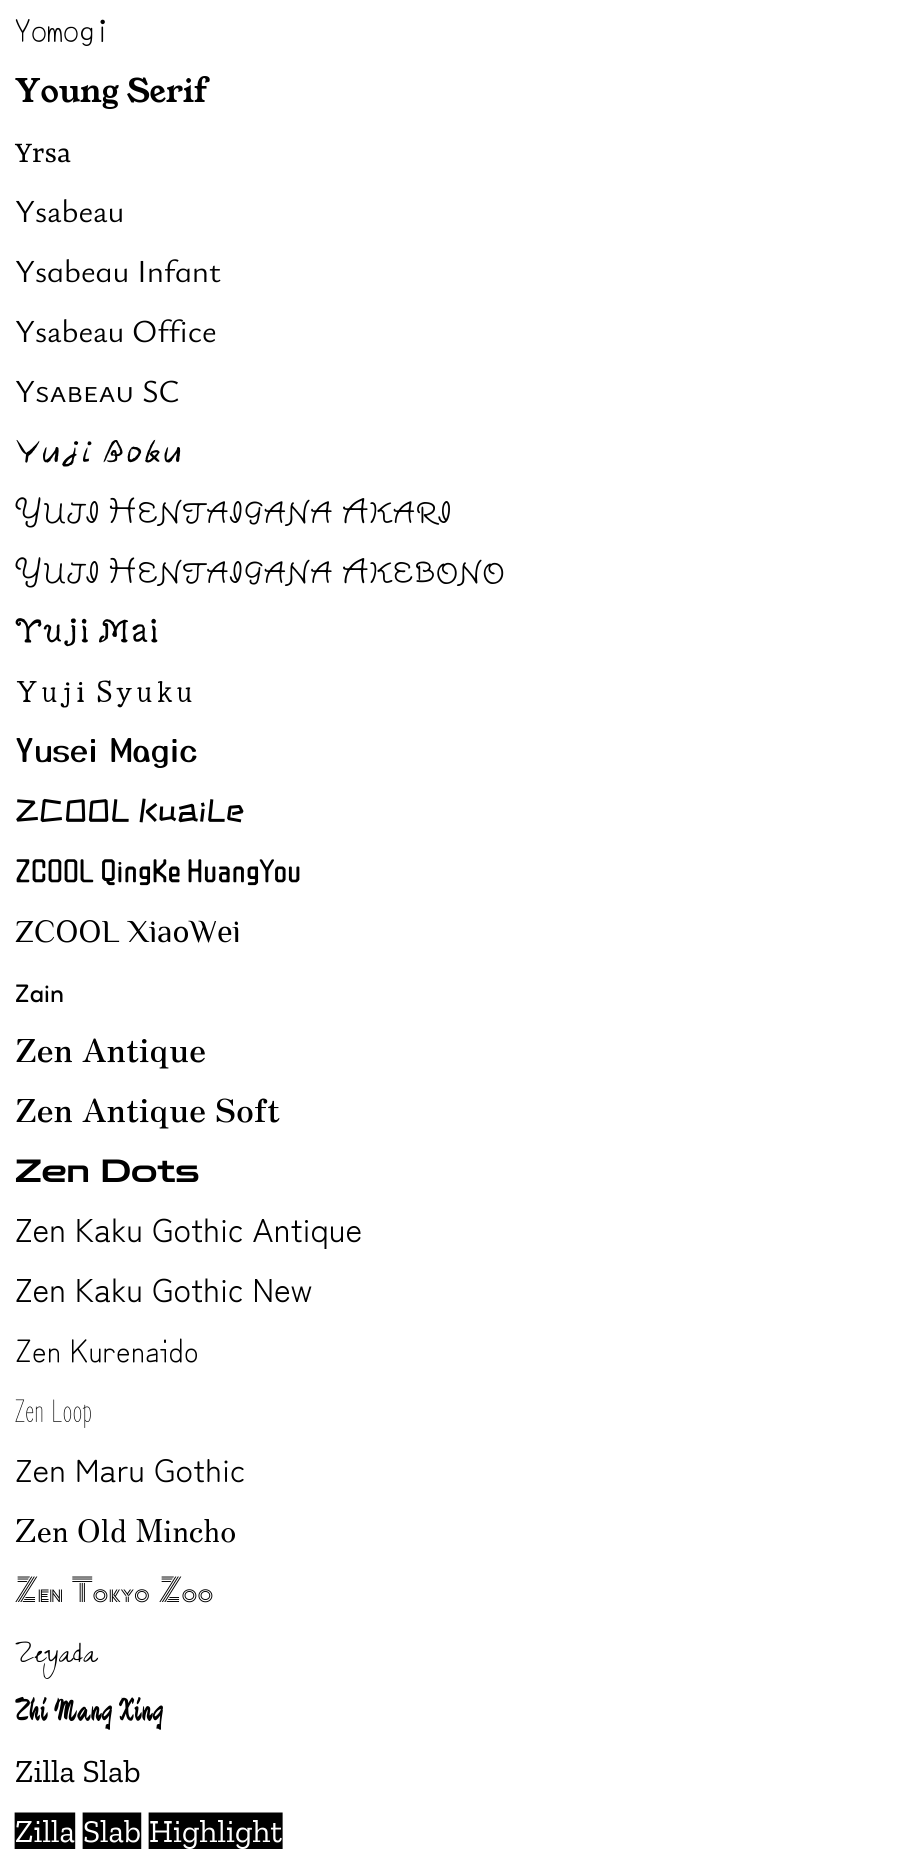 Yomogi
Young Serif
Yrsa
Ysabeau
Ysabeau Infant
Ysabeau Office
Ysabeau SC
Yuji Boku
Yuji Hentaigana Akari
Yuji Hentaigana Akebono
Yuji Mai
Yuji Syuku
Yusei Magic
ZCOOL KuaiLe
ZCOOL QingKe HuangYou
ZCOOL XiaoWei
Zain
Zen Antique
Zen Antique Soft
Zen Dots
Zen Kaku Gothic Antique
Zen Kaku Gothic New
Zen Kurenaido
Zen Loop
Zen Maru Gothic
Zen Old Mincho
Zen Tokyo Zoo
Zeyada
Zhi Mang Xing
Zilla Slab
Zilla Slab Highlight